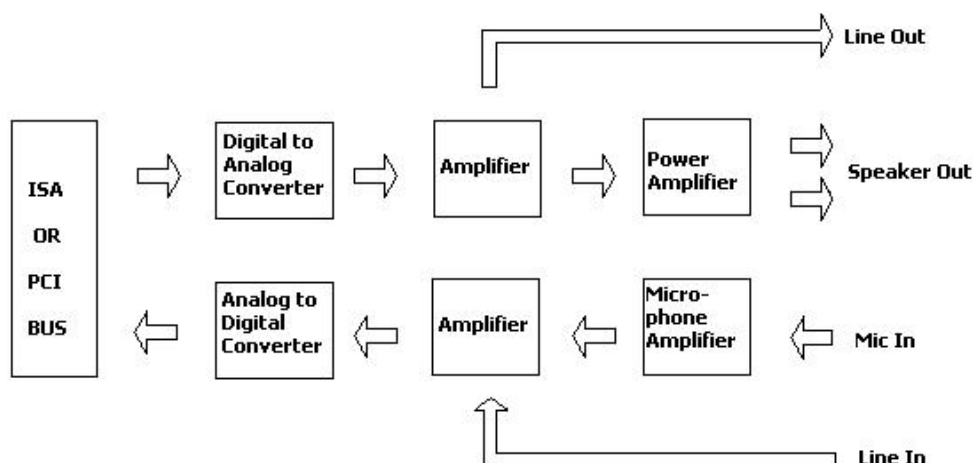 Line Out
ISA
OR
PCI
BUS
Digital to
Analog
Converter
Amplifier
Power
Amplifier
Speaker Out
Analog to
Digital
Converter
Amplifier
Micro-
phone
Amplifier
Mic In
Line In